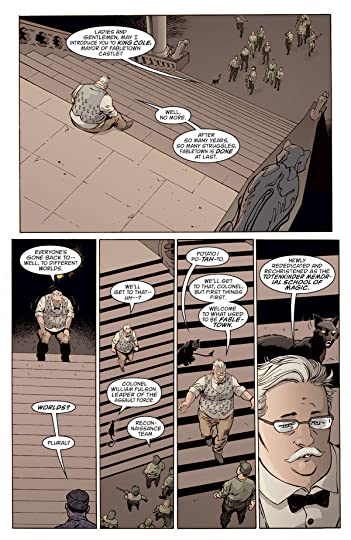 LADIES AND
GENTLEMEN, MAY I
INTRODUCE YOU TO KING COLE,
MAYOR OF FABLETOWN
CASTLE?
WELL,
NO MORE.
AFTER
SO MANY YEARS,
SO MANY STRUGGLES,
FABLETOWN IS DONE
AT LAST.
EVERYONE'S
GONE BACK TO--
WELL, TO DIFFERENT
WORLDS.
WORLDS?
PLURAL?
WE'LL
GET TO THAT--
UH--?
COLONEL
WILLIAM FULSON,
LEADER OF THE
ASSAULT FORCE.
RECON-
NAISSANCE
TEAM.
POTATO/
PO-TAH-TO.
WE'LL GET
TO THAT, COLONEL,
BUT FIRST THINGS
FIRST.
WELCOME
TO WHAT USED
TO BE FABLE-
TOWN.
NEWLY
REDEDICATED AND
RECHRISTENED AS THE
TOTENKINDER MEMOR-
IAL SCHOOL OF
MAGIC.